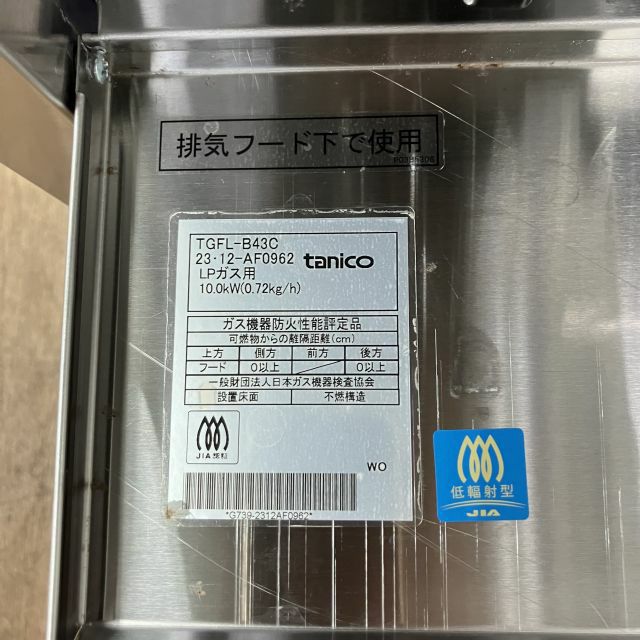 排気フード下で使用
TGFL-B43C
23・12-AF0962 tanico
LPガス用
10.0kW(0.72kg/h)
ガス機器防火性能評定品
可燃物からの離隔距離(cm)
上方 側方 前方 後方
フード 0以上 0以上
一般財団法人日本ガス機器検査協会
設置床面 不燃構造
JIA
WO
*G739-2312AF0962*
低輻射型
JIA